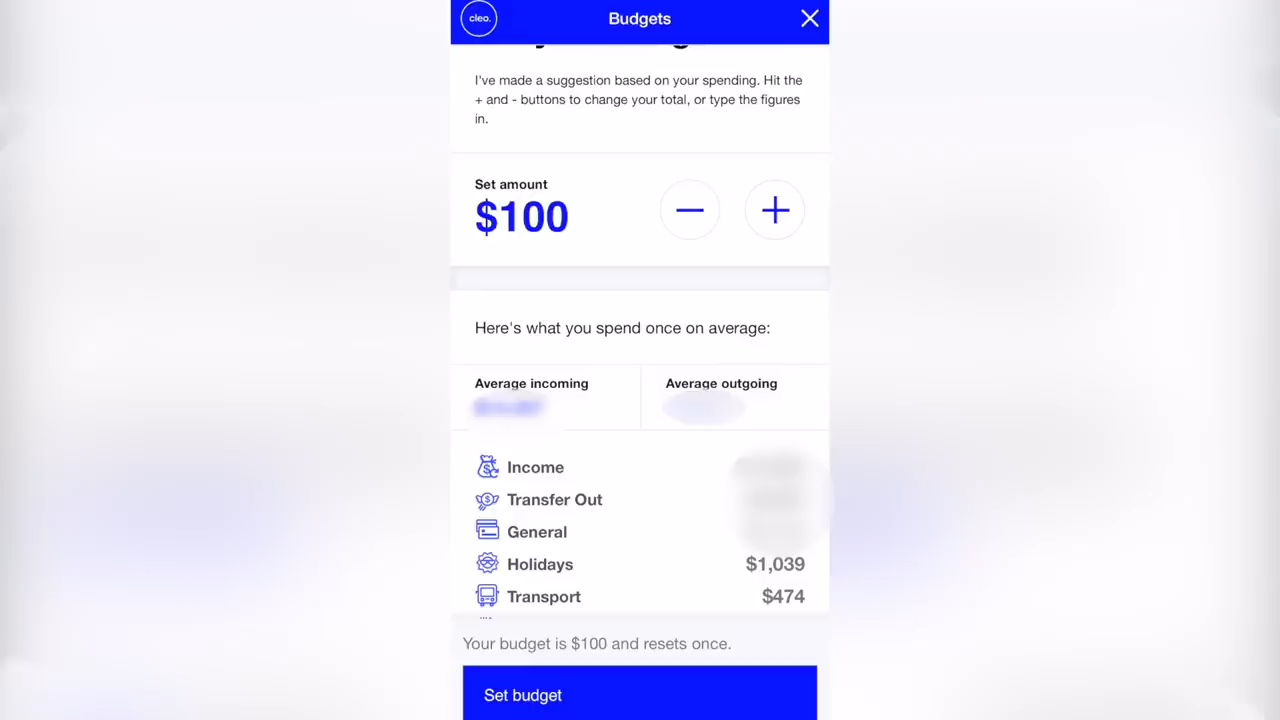 cleo.
Budgets
I've made a suggestion based on your spending. Hit the
+ and - buttons to change your total, or type the figures
in.
Set amount
$100
Here's what you spend once on average:
Average incoming
Average outgoing
Income
Transfer Out
General
Holidays $1,039
Transport $474
Your budget is $100 and resets once.
Set budget